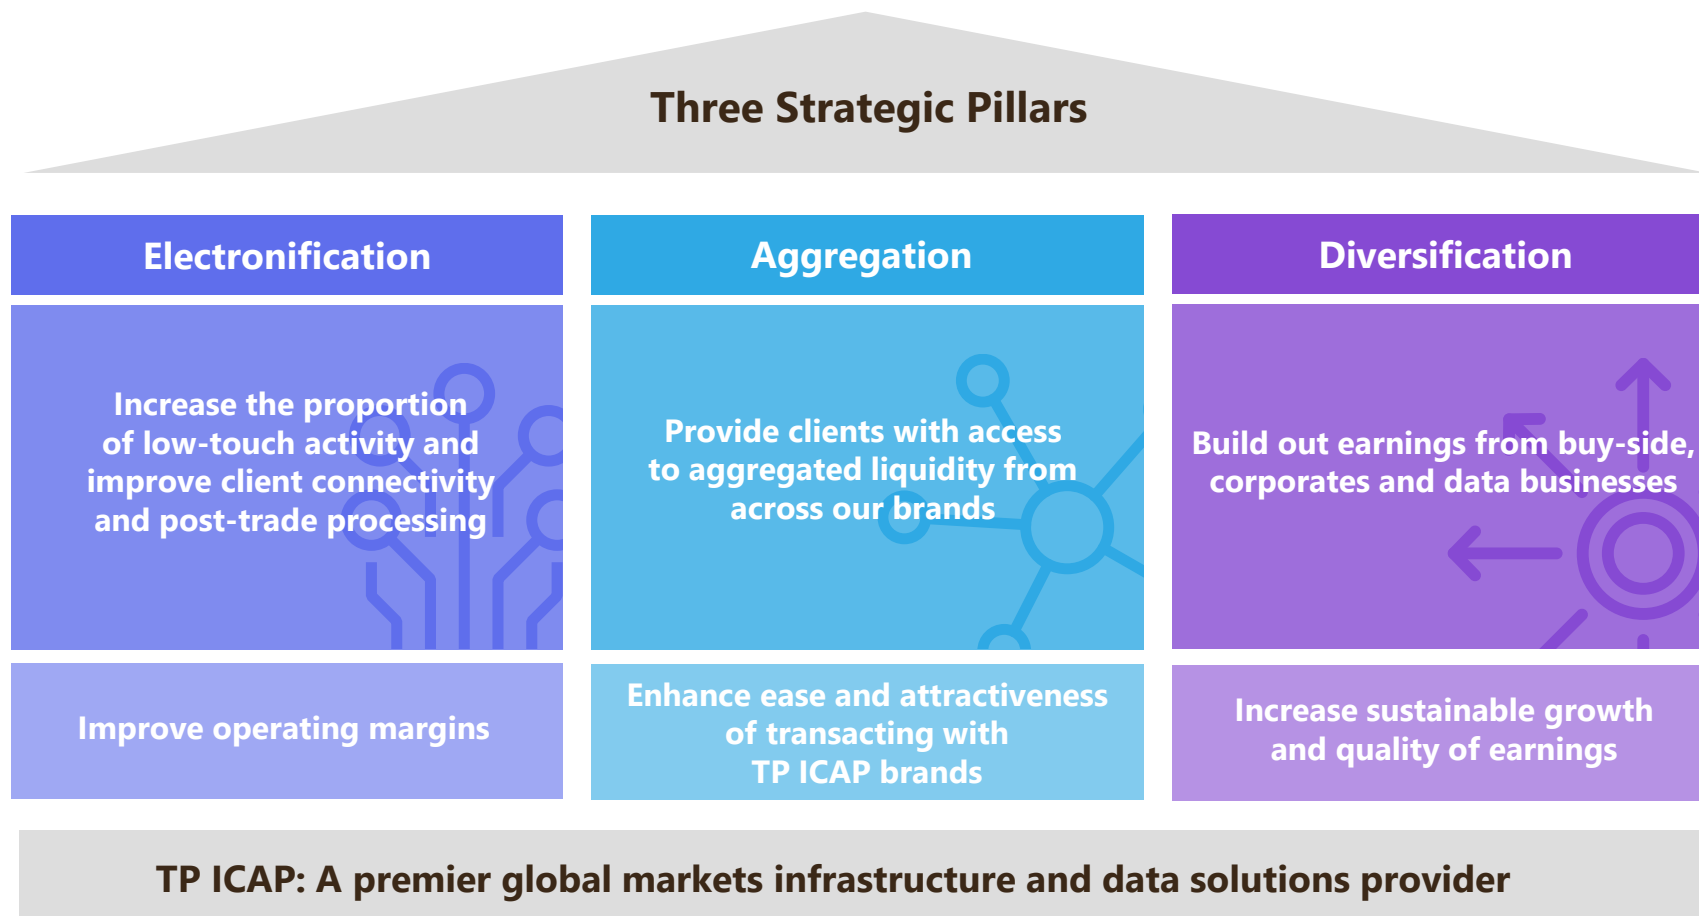 Three Strategic Pillars
Electronification
Increase the proportion
of low-touch activity and
improve client connectivity
and post-trade processing
Improve operating margins
Aggregation
Provide clients with access
to aggregated liquidity from
across our brands
Enhance ease and attractiveness
of transacting with
TP ICAP brands
Diversification
Build out earnings from buy-side,
corporates and data businesses
Increase sustainable growth
and quality of earnings
TP ICAP: A premier global markets infrastructure and data solutions provider